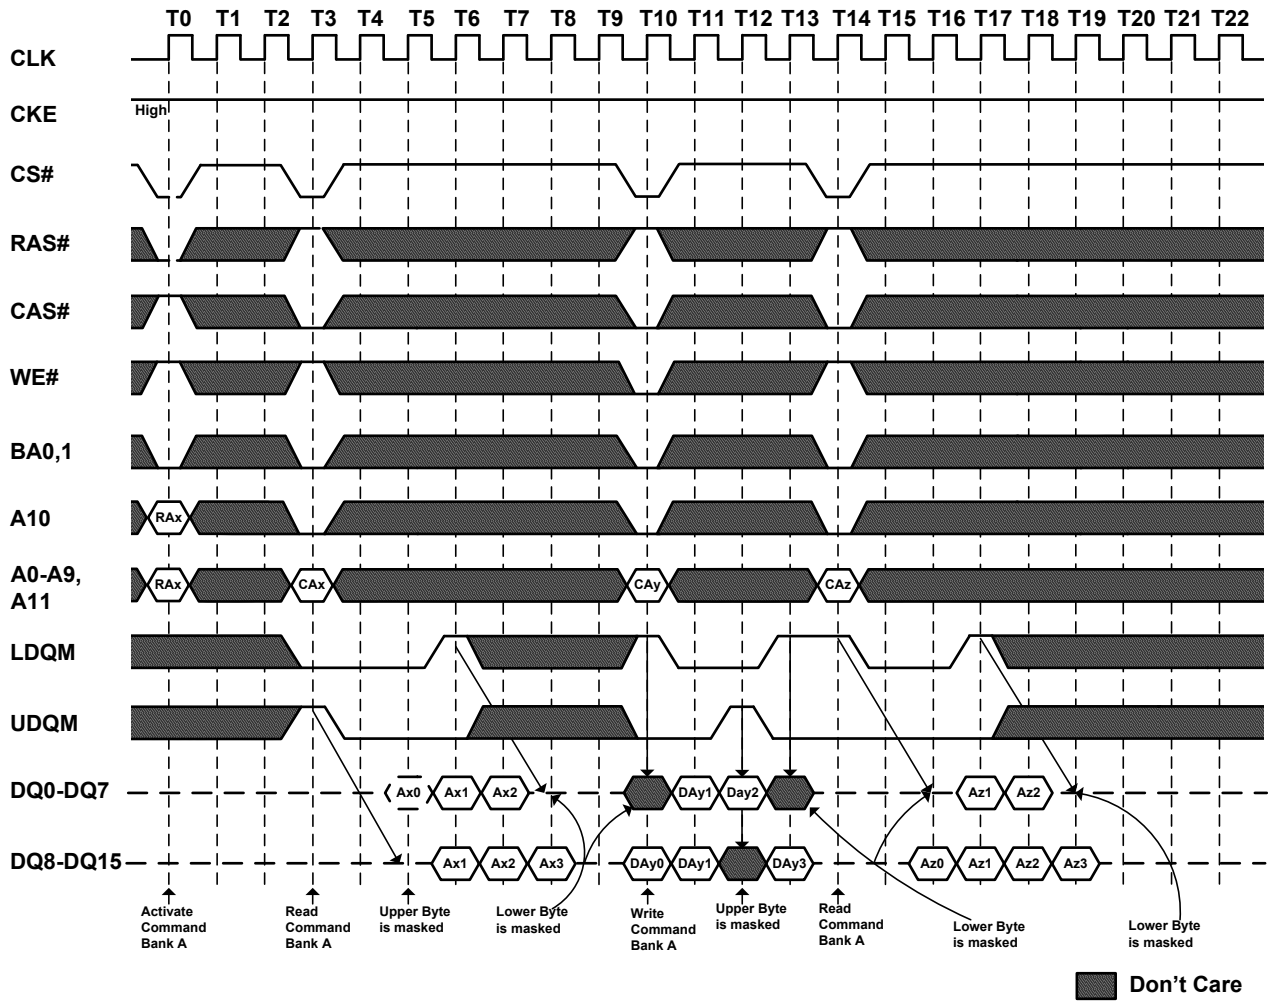 T0 T1 T2 T3 T4 T5 T6 T7 T8 T9 T10 T11 T12 T13 T14 T15 T16 T17 T18 T19 T20 T21 T22
CLK
CKE
High
CS#
RAS#
CAS#
WE#
BA0,1
A10
RAx
A0-A9,
A11
RAx CAx CAy CAz
LDQM
UDQM
DQ0-DQ7
Ax0 Ax1 Ax2 DAy1 Day2 Az1 Az2
DQ8-DQ15
Ax1 Ax2 Ax3 DAy0 DAy1 DAy3 Az0 Az1 Az2 Az3
Activate
Command
Bank A
Read
Command
Bank A
Upper Byte
is masked
Lower Byte
is masked
Write
Command
Bank A
Upper Byte
is masked
Read
Command
Bank A
Lower Byte
is masked
Lower Byte
is masked
Don't Care